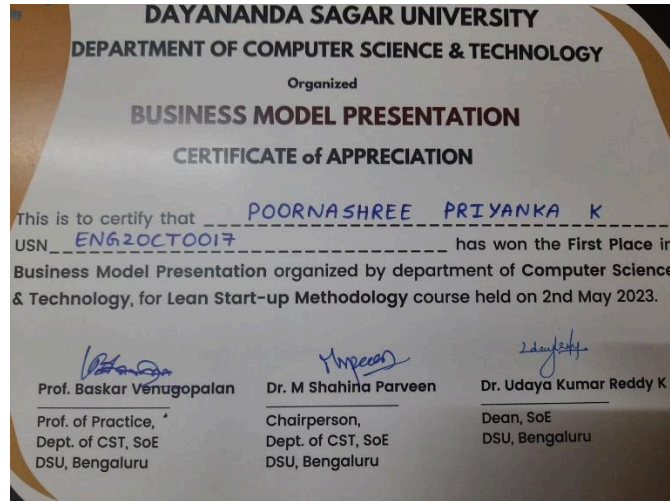 DAYANANDA SAGAR UNIVERSITY
DEPARTMENT OF COMPUTER SCIENCE & TECHNOLOGY
Organized
BUSINESS MODEL PRESENTATION
CERTIFICATE of APPRECIATION
This is to certify that POORNASHREE PRIYANKA K
USN ENG20CT0017 has won the First Place in
Business Model Presentation organized by department of Computer Science
& Technology, for Lean Start-up Methodology course held on 2nd May 2023.
Prof. Baskar Venugopalan Dr. M Shahina Parveen Dr. Udaya Kumar Reddy K
Prof. of Practice, Chairperson, Dean, SoE
Dept. of CST, SoE Dept. of CST, SoE DSU, Bengaluru
DSU, Bengaluru DSU, Bengaluru